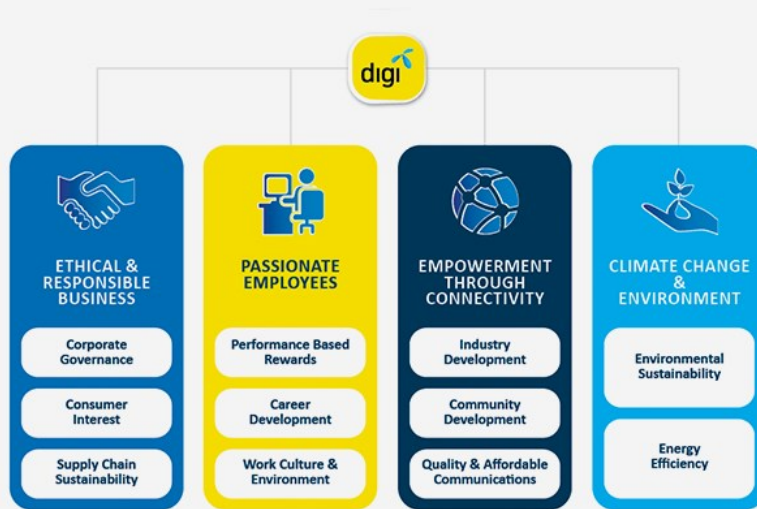 digi
ETHICAL &
RESPONSIBLE
BUSINESS
Corporate
Governance
Consumer
Interest
Supply Chain
Sustainability
PASSIONATE
EMPLOYEES
Performance Based
Rewards
Career
Development
Work Culture &
Environment
EMPOWERMENT
THROUGH
CONNECTIVITY
Industry
Development
Community
Development
Quality & Affordable
Communications
CLIMATE CHANGE
&
ENVIRONMENT
Environmental
Sustainability
Energy
Efficiency